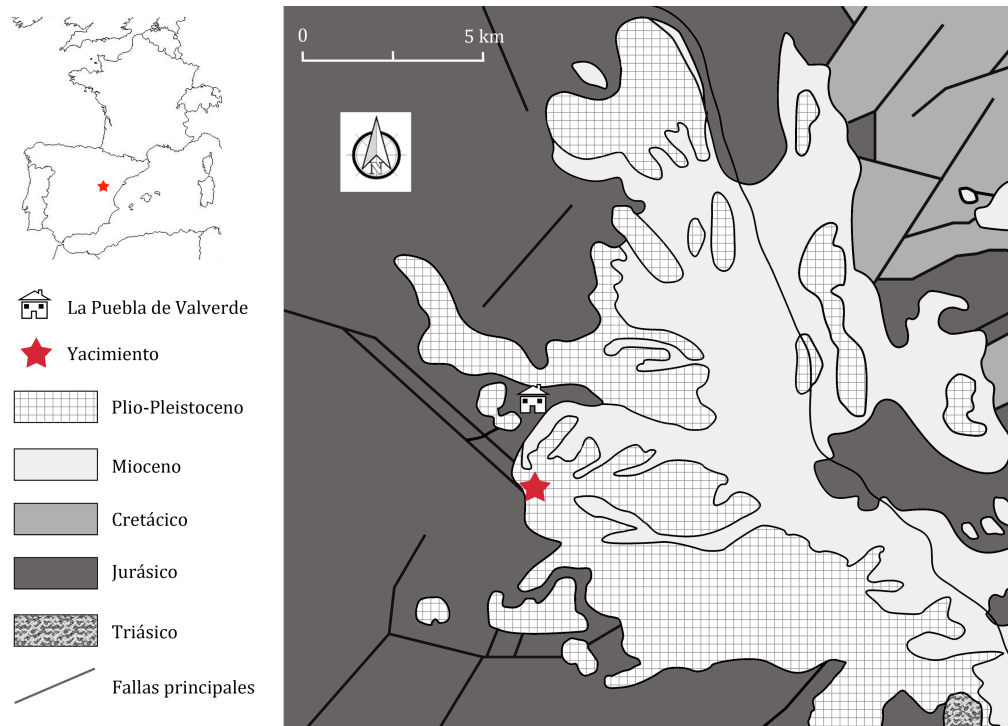 0 5 km
N
La Puebla de Valverde
Yacimiento
Plio-Pleistoceno
Mioceno
Cretácico
Jurásico
Triásico
Fallas principales